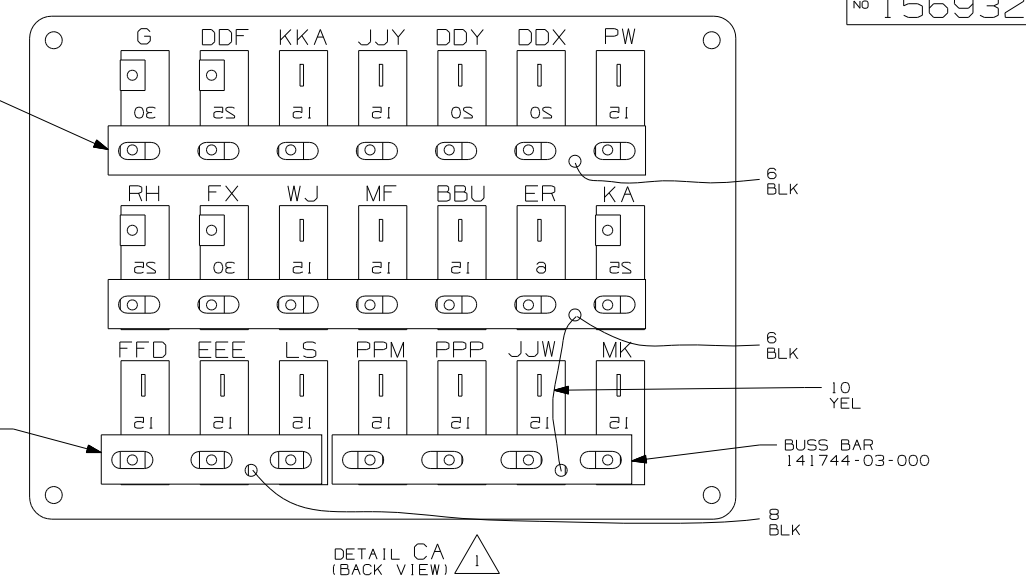 NO 156932
G DDF KKA JJY DDY DDX PW
30 25 15 15 20 20 15
6
BLK
RH FX WJ MF BBU ER KA
25 30 15 15 15 6 25
6
BLK
FFD EEE LS PPM PPP JJW MK
15 15 15 15 15 15 15
10
YEL
BUSS BAR
141744-03-000
8
BLK
DETAIL CA 1
(BACK VIEW)